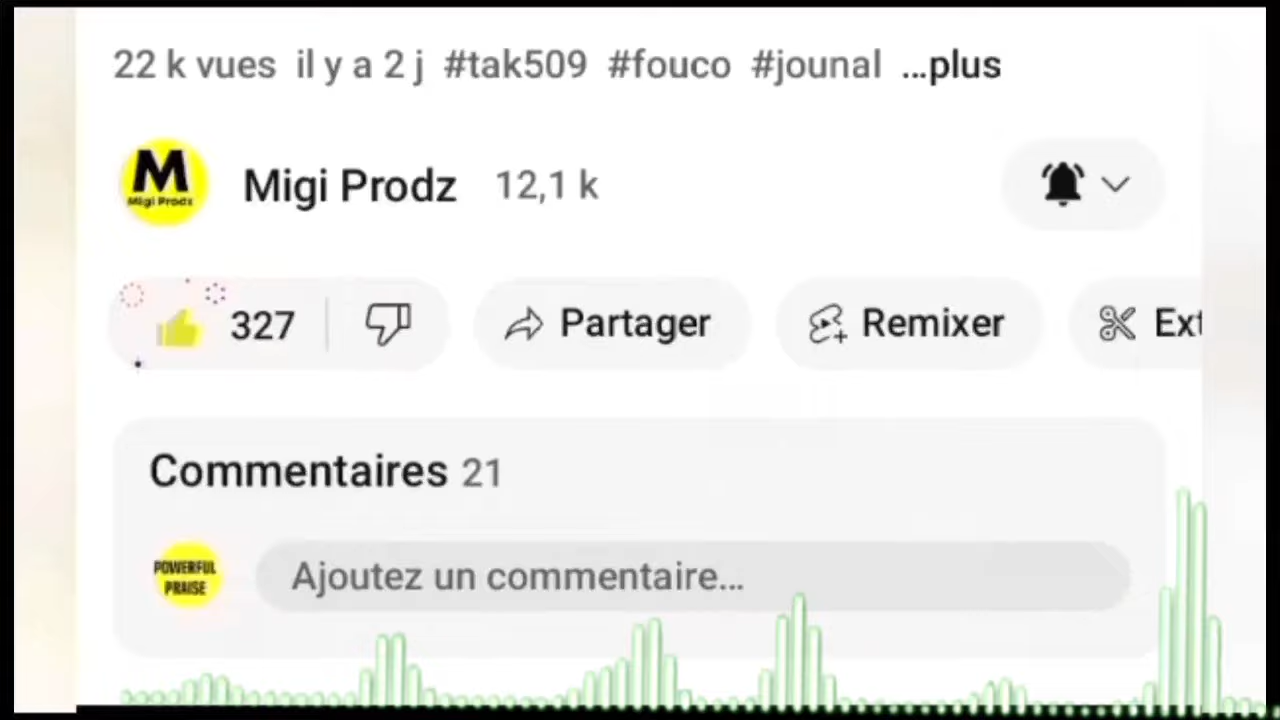 22 k vues il y a 2 j #tak509 #fouco #jounal ...plus
M
Migi Prodz
Migi Prodz 12,1 k
327
Partager
Remixer
Ext
Commentaires 21
POWERFUL
PRAISE
Ajoutez un commentaire...